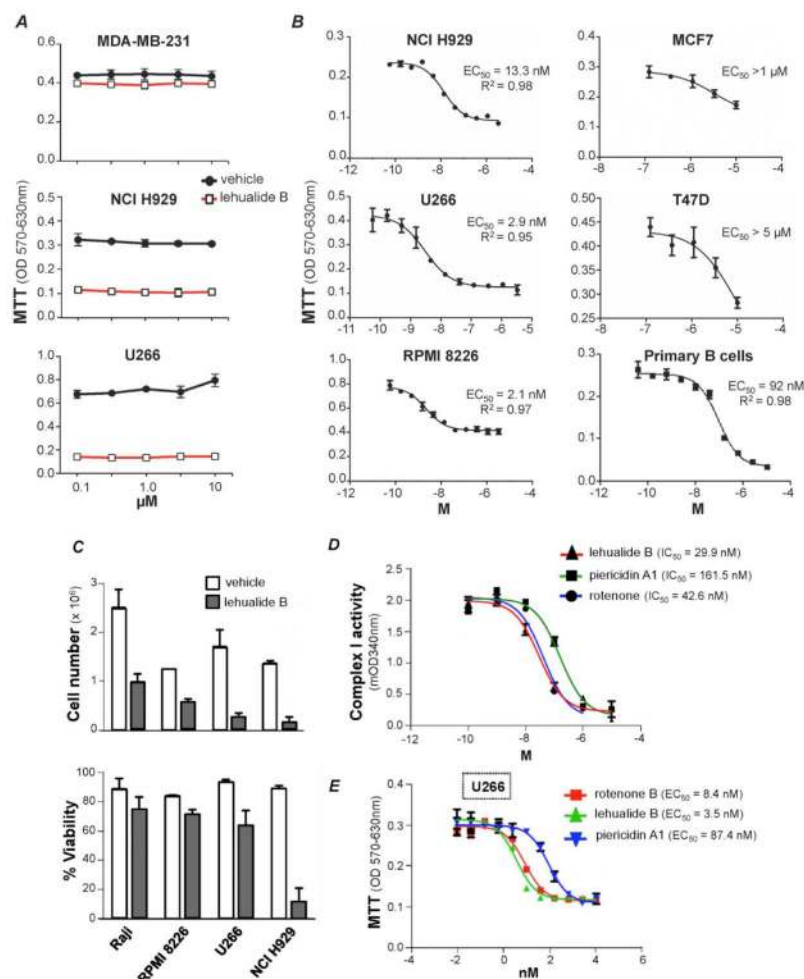 A
MDA-MB-231
0.6
0.4
0.2
0.0
vehicle
lehualide B
NCI H929
0.5
0.4
0.3
0.2
0.1
0.0
MTT (OD 570-630nm)
U266
1.0
0.8
0.6
0.4
0.2
0.0
0.1 1.0 10
µM
B
NCI H929
EC50 = 13.3 nM
R2 = 0.98
0.3
0.2
0.1
0.0
-12 -10 -8 -6 -4
MCF7
EC50 >1 µM
0.4
0.3
0.2
0.1
0.0
-8 -7 -6 -5 -4
MTT (OD 570-630nm)
U266
EC50 = 2.9 nM
R2 = 0.95
0.5
0.4
0.3
0.2
0.1
0.0
-11 -10 -9 -8 -7 -6 -5
T47D
EC50 > 5 µM
0.50
0.45
0.40
0.35
0.30
0.25
-8 -7 -6 -5 -4
RPMI 8226
EC50 = 2.1 nM
R2 = 0.97
1.0
0.8
0.6
0.4
0.2
0.0
-12 -10 -8 -6 -4
M
Primary B cells
EC50 = 92 nM
R2 = 0.98
0.3
0.2
0.1
0.0
-12 -10 -8 -6 -4
M
C
vehicle
lehualide B
Cell number (x 106)
3
2
1
0
% Viability
100
80
60
40
20
0
Raji RPMI 8226 U266 NCI H929
D
lehualide B (IC50 = 29.9 nM)
piericidin A1 (IC50 = 161.5 nM)
rotenone (IC50 = 42.6 nM)
Complex I activity
(mOD340nm)
2.5
2.0
1.5
1.0
0.5
0.0
-10 -8 -6 -4
M
E
U266
rotenone B (EC50 = 8.4 nM)
lehualide B (EC50 = 3.5 nM)
piericidin A1 (EC50 = 87.4 nM)
MTT (OD 570-630nm)
0.4
0.3
0.2
0.1
0.0
-2 0 2 4
nM